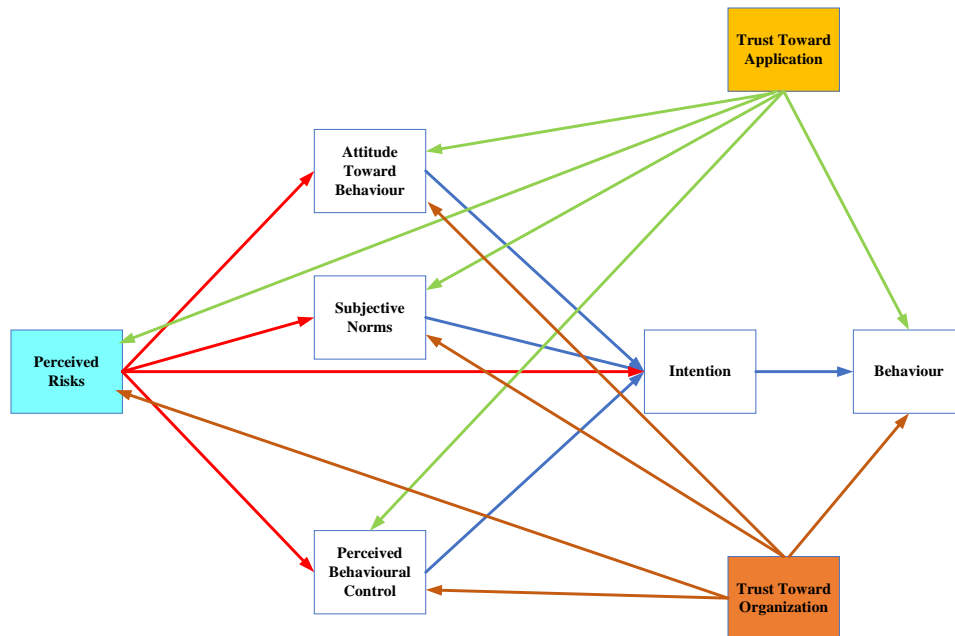 Trust Toward
Application
Attitude
Toward
Behaviour
Subjective
Norms
Perceived
Risks
Intention
Behaviour
Perceived
Behavioural
Control
Trust Toward
Organization